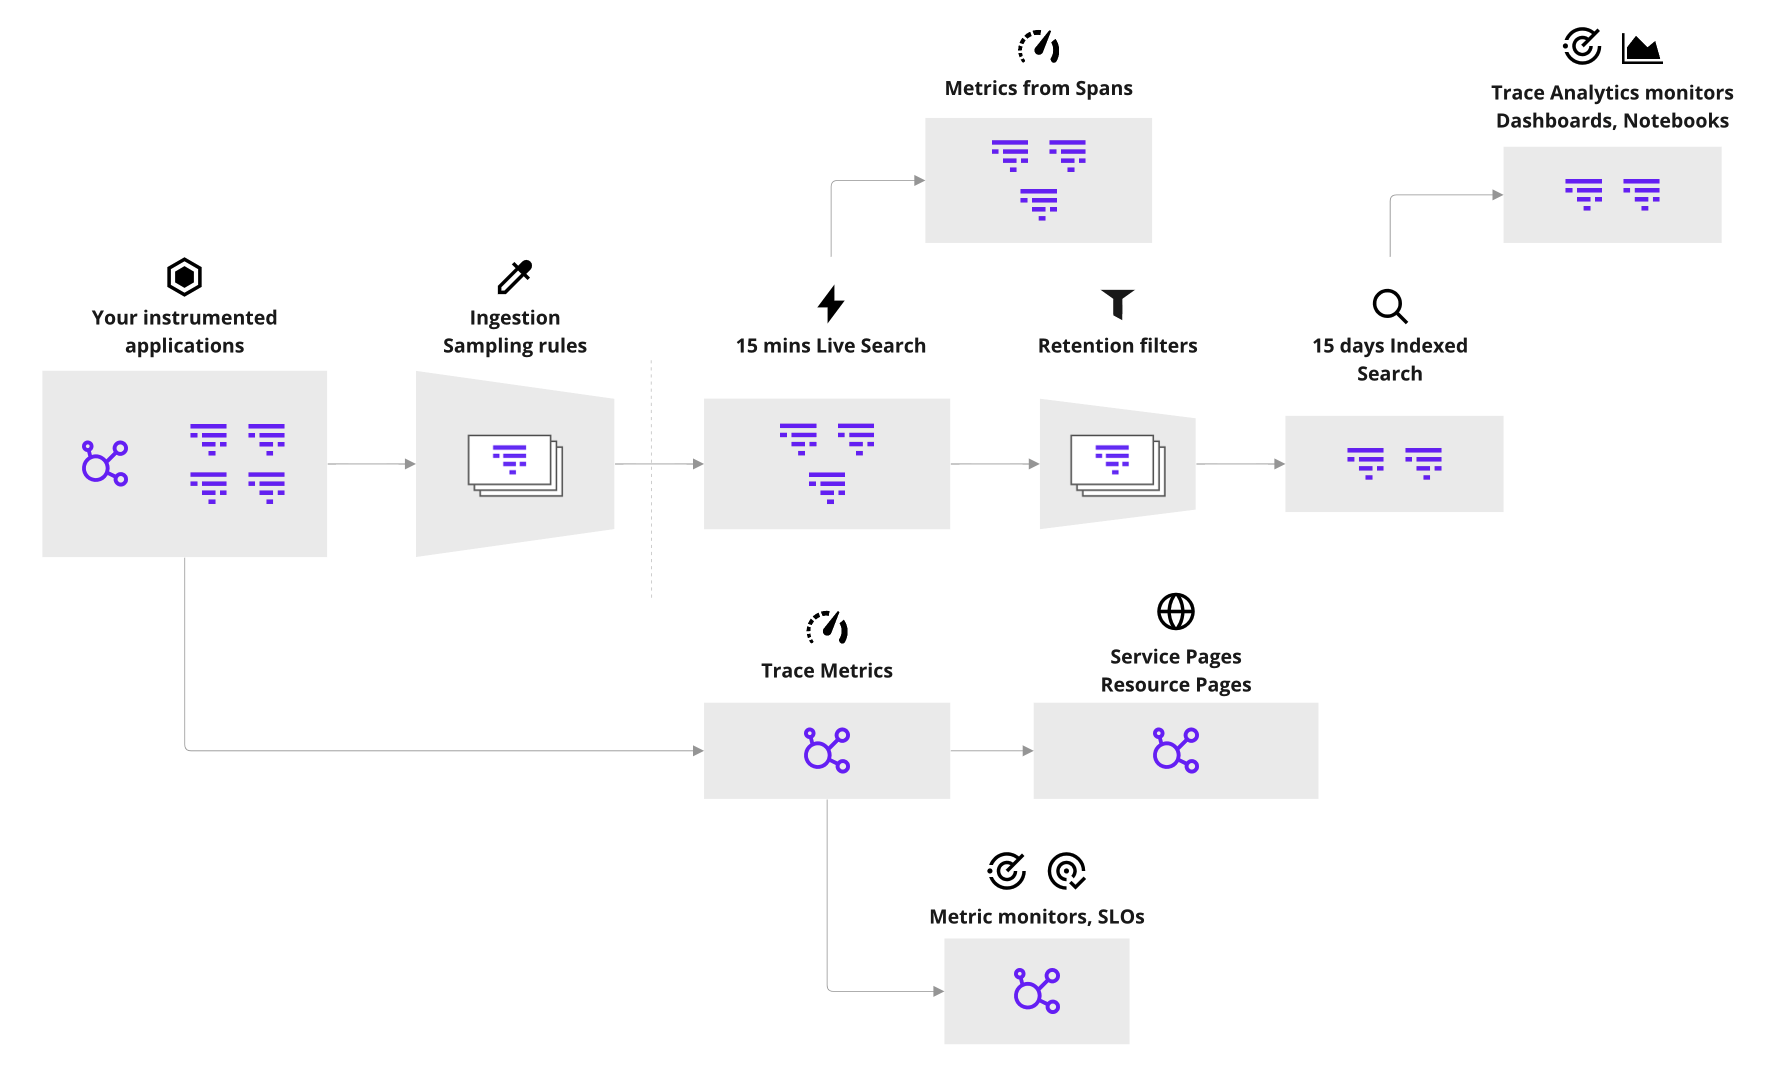 Metrics from Spans
Trace Analytics monitors
Dashboards, Notebooks
Your instrumented
applications
Ingestion
Sampling rules
15 mins Live Search
Retention filters
15 days Indexed
Search
Trace Metrics
Service Pages
Resource Pages
Metric monitors, SLOs